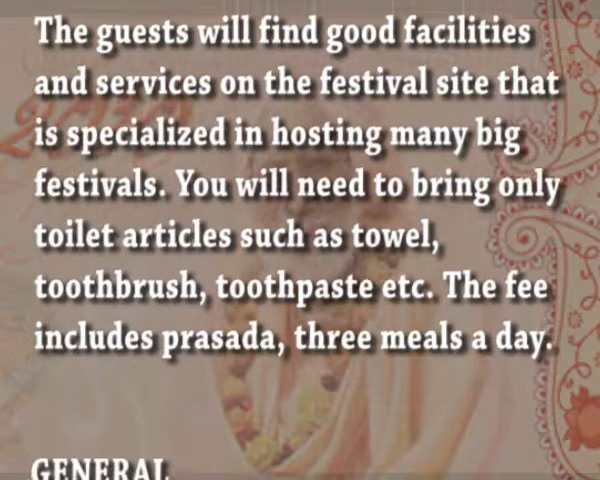 The guests will find good facilities
and services on the festival site that
is specialized in hosting many big
festivals. You will need to bring only
toilet articles such as towel,
toothbrush, toothpaste etc. The fee
includes prasada, three meals a day.
GENERAL